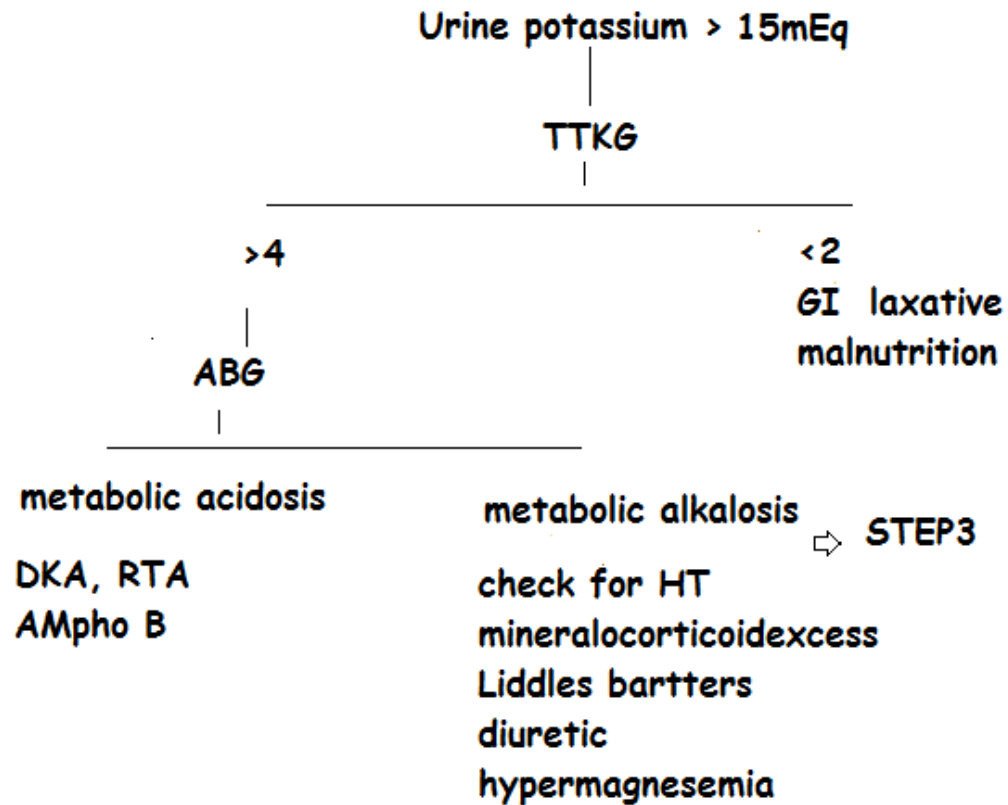 Urine potassium > 15mEq
TTKG
>4
<2
GI laxative
malnutrition
ABG
metabolic acidosis
DKA, RTA
AMpho B
metabolic alkalosis
STEP3
check for HT
mineralocorticoidexcess
Liddles bartters
diuretic
hypermagnesemia